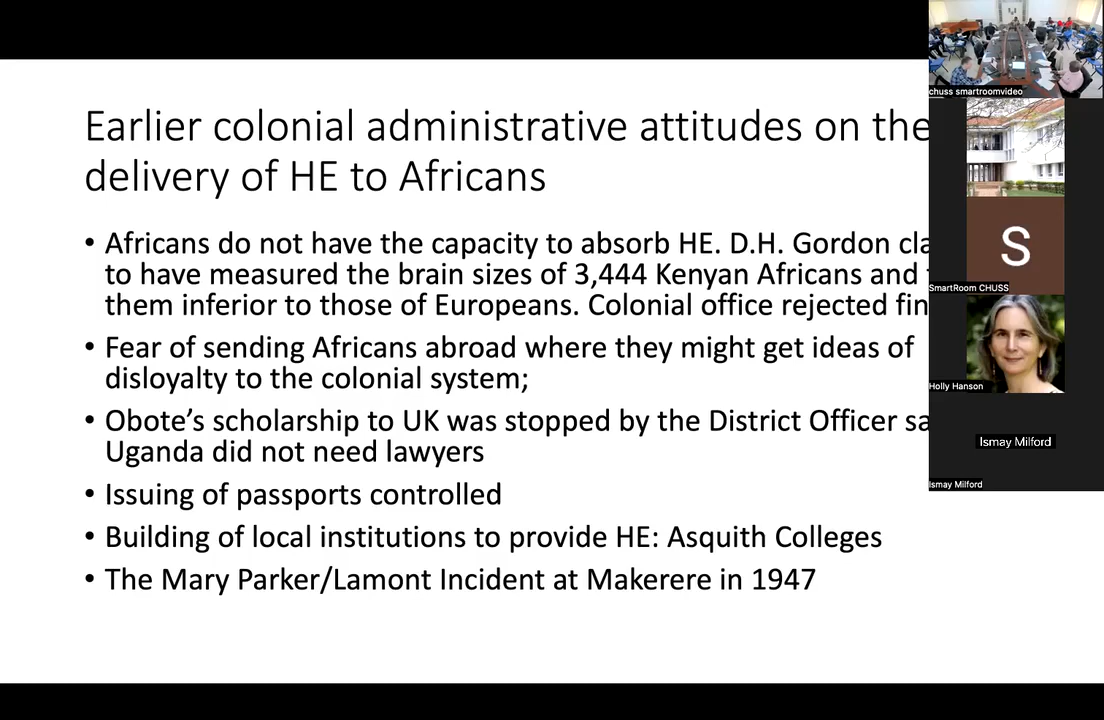 Earlier colonial administrative attitudes on the
delivery of HE to Africans
• Africans do not have the capacity to absorb HE. D.H. Gordon
to have measured the brain sizes of 3,444 Kenyan Africans and
them inferior to those of Europeans. Colonial office rejected
• Fear of sending Africans abroad where they might get ideas of
disloyalty to the colonial system;
• Obote’s scholarship to UK was stopped by the District Officer
Uganda did not need lawyers
• Issuing of passports controlled
• Building of local institutions to provide HE: Asquith Colleges
• The Mary Parker/Lamont Incident at Makerere in 1947
chuss smartroomvideo
S
SmartRoom CHUSS
Holly Hanson
Ismay Milford
Ismay Milford